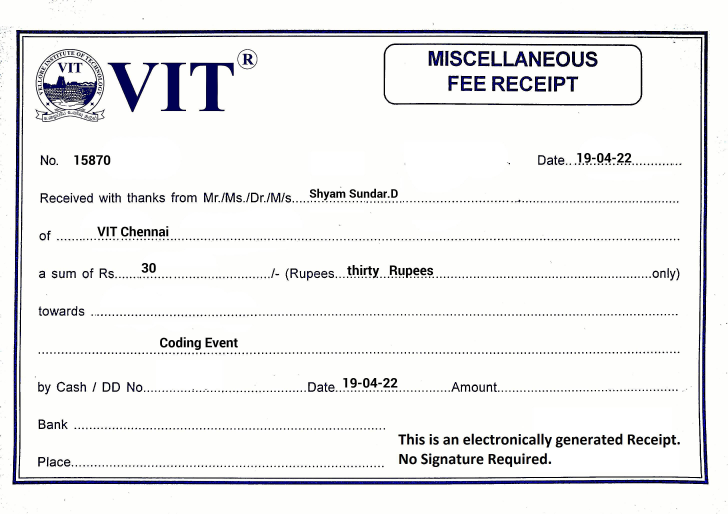 VELLORE INSTITUTE OF TECHNOLOGY
VIT
VIT®
MISCELLANEOUS
FEE RECEIPT
No. 15870 Date..19-04-22
Received with thanks from Mr./Ms./Dr./M/s....Shyam Sundar.D
of ........VIT Chennai
a sum of Rs.....30......................................................./- (Rupees...thirty Rupees..................................................only)
towards
Coding Event
by Cash / DD No................................................Date 19-04-22.............Amount
Bank
This is an electronically generated Receipt.
Place
No Signature Required.